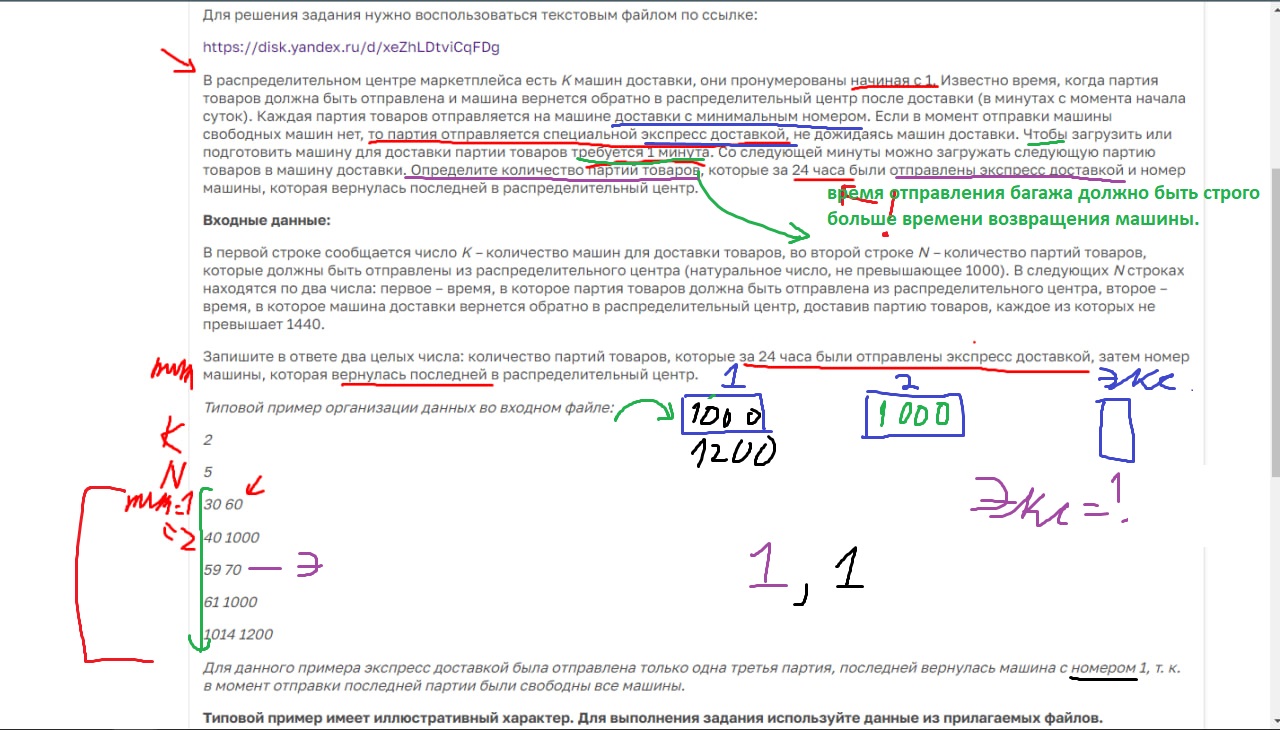 Для решения задания нужно воспользоваться текстовым файлом по ссылке:
https://disk.yandex.ru/d/xeZhLDtviCqFDg
В распределительном центре маркетплейса есть K машин доставки, они пронумерованы начиная с 1. Известно время, когда партия
товаров должна быть отправлена и машина вернется обратно в распределительный центр после доставки (в минутах с момента начала
суток). Каждая партия товаров отправляется на машине доставки с минимальным номером. Если в момент отправки машины
свободных машин нет, то партия отправляется специальной экспресс доставкой, не дожидаясь машин доставки. Чтобы загрузить или
подготовить машину для доставки партии товаров требуется 1 минута. Со следующей минуты можно загружать следующую партию
товаров в машину доставки. Определите количество партий товаров, которые за 24 часа были отправлены экспресс доставкой и номер
машины, которая вернулась последней в распределительный центр.
время отправления багажа должно быть строго
больше времени возвращения машины.
Входные данные:
В первой строке сообщается число K – количество машин для доставки товаров, во второй строке N – количество партий товаров,
которые должны быть отправлены из распределительного центра (натуральное число, не превышающее 1000). В следующих N строках
находятся по два числа: первое – время, в которое партия товаров должна быть отправлена из распределительного центра, второе –
время, в которое машина доставки вернется обратно в распределительный центр, доставив партию товаров, каждое из которых не
превышает 1440.
Запишите в ответе два целых числа: количество партий товаров, которые за 24 часа были отправлены экспресс доставкой, затем номер
машины, которая вернулась последней в распределительный центр.
1 2 экс
Типовой пример организации данных во входном файле:
1000 1000
1200
K
2
N
5
=1
30 60
Экс = 1
=2
40 1000
59 70 — Э
1, 1
61 1000
1014 1200
Для данного примера экспресс доставкой была отправлена только одна третья партия, последней вернулась машина с номером 1, т. к.
в момент отправки последней партии были свободны все машины.
Типовой пример имеет иллюстративный характер. Для выполнения задания используйте данные из прилагаемых файлов.